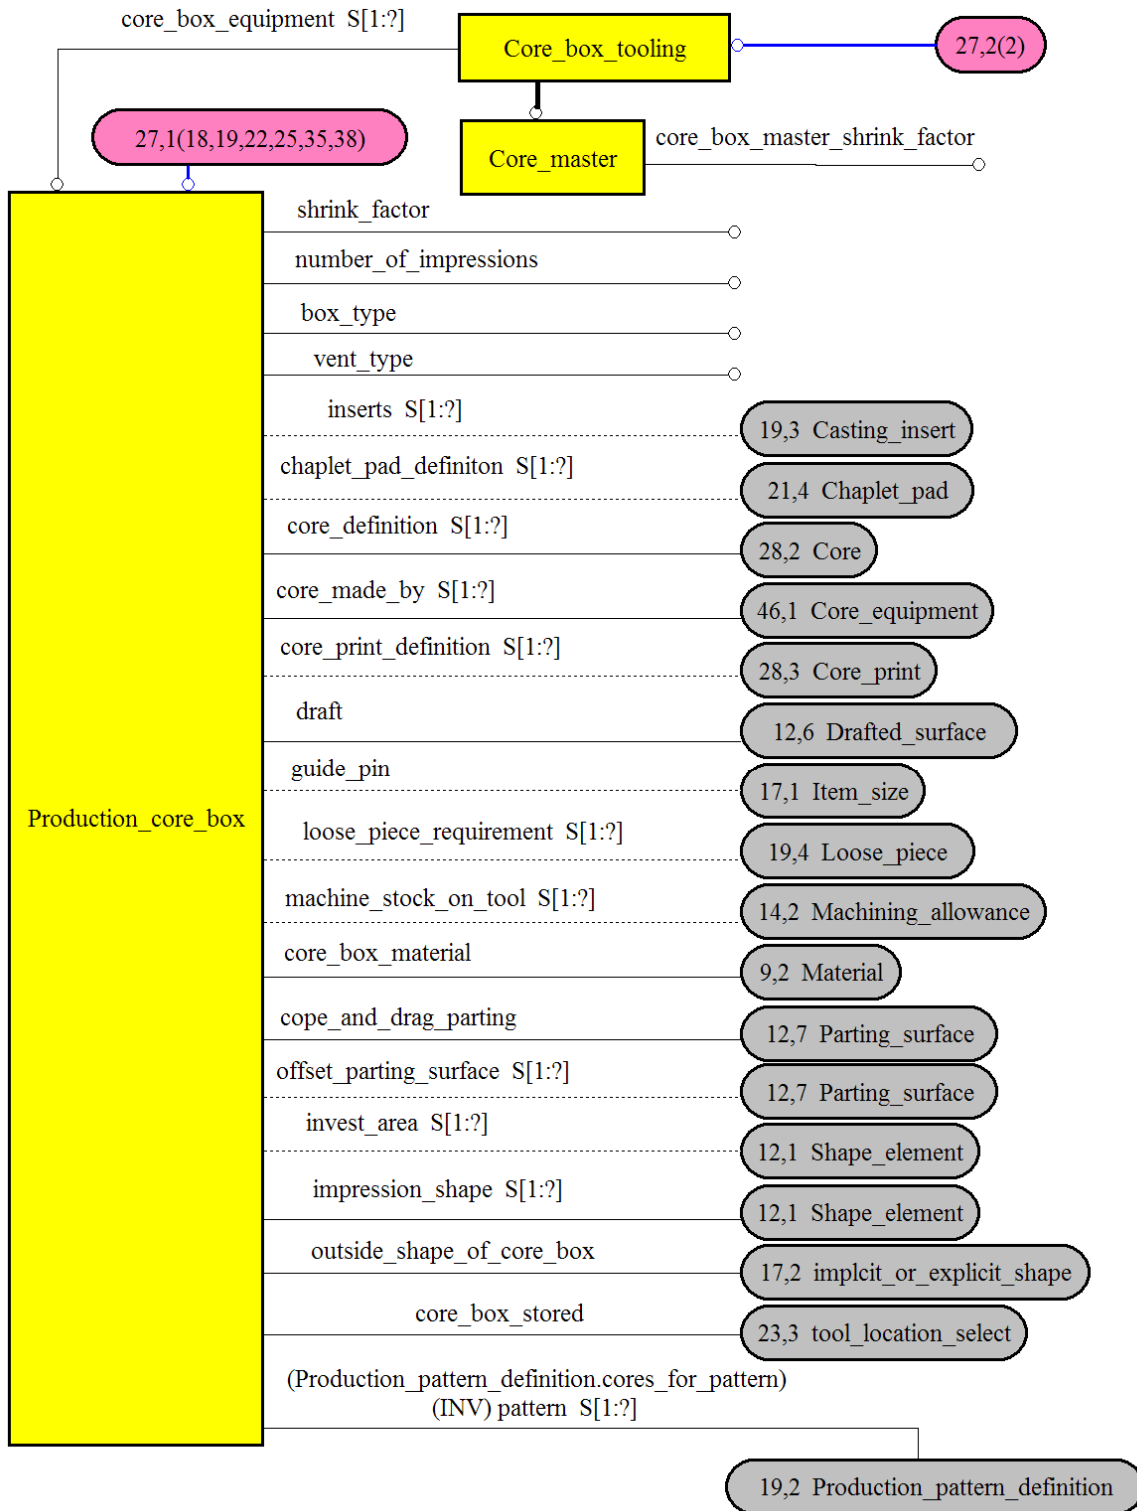 core_box_equipment S[1:?]
Core_box_tooling
27,2(2)
27,1(18,19,22,25,35,38)
Core_master
core_box_master_shrink_factor
Production_core_box
shrink_factor
number_of_impressions
box_type
vent_type
inserts S[1:?]
19,3 Casting_insert
chaplet_pad_definiton S[1:?]
21,4 Chaplet_pad
core_definition S[1:?]
28,2 Core
core_made_by S[1:?]
46,1 Core_equipment
core_print_definition S[1:?]
28,3 Core_print
draft
12,6 Drafted_surface
guide_pin
17,1 Item_size
loose_piece_requirement S[1:?]
19,4 Loose_piece
machine_stock_on_tool S[1:?]
14,2 Machining_allowance
core_box_material
9,2 Material
cope_and_drag_parting
12,7 Parting_surface
offset_parting_surface S[1:?]
12,7 Parting_surface
invest_area S[1:?]
12,1 Shape_element
impression_shape S[1:?]
12,1 Shape_element
outside_shape_of_core_box
17,2 implcit_or_explicit_shape
core_box_stored
23,3 tool_location_select
(Production_pattern_definition.cores_for_pattern)
(INV) pattern S[1:?]
19,2 Production_pattern_definition